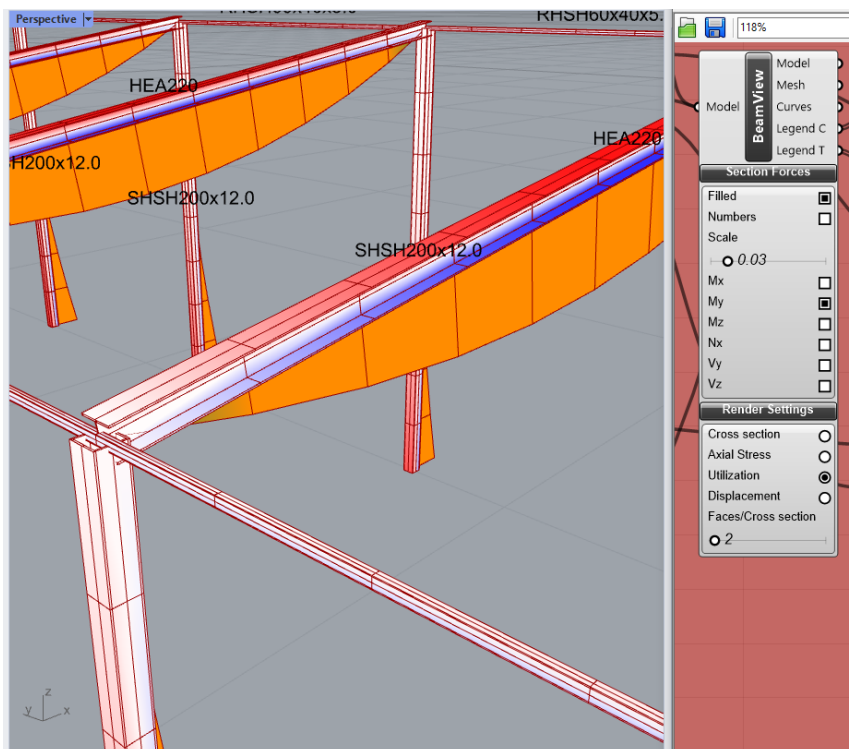 Perspective
RHSH60x40x5.
HEA220
HEA220
H200x12.0
SHSH200x12.0
SHSH200x12.0
z
y
x
118%
Model
BeamView
Model
Mesh
Curves
Legend C
Legend T
Section Forces
Filled
Numbers
Scale
0.03
Mx
My
Mz
Nx
Vy
Vz
Render Settings
Cross section
Axial Stress
Utilization
Displacement
Faces/Cross section
2